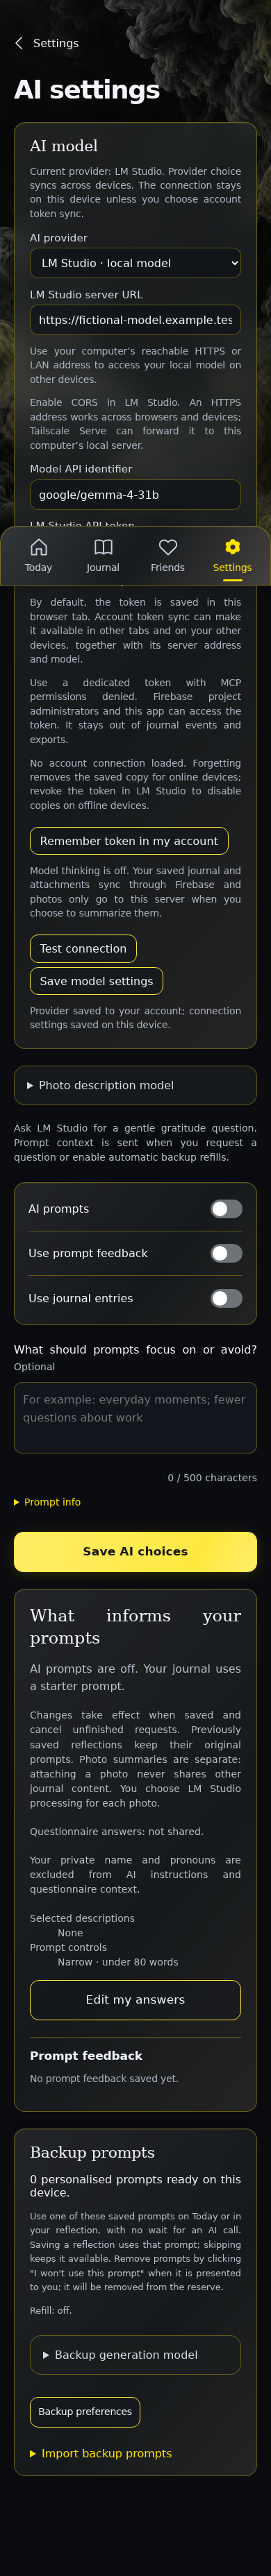 Settings
AI settings
AI model
Current provider: LM Studio. Provider choice
syncs across devices. The connection stays
on this device unless you choose account
token sync.
AI provider
LM Studio · local model
LM Studio server URL
https://fictional-model.example.tes
Use your computer's reachable HTTPS or
LAN address to access your local model on
other devices.
Enable CORS in LM Studio. An HTTPS
address works across browsers and devices;
Tailscale Serve can forward it to this
computer's local server.
Model API identifier
google/gemma-4-31b
LM Studio API token
Today
Journal
Friends
Settings
By default, the token is saved in this
browser tab. Account token sync can make
it available in other tabs and on your other
devices, together with its server address
and model.
Use a dedicated token with MCP
permissions denied. Firebase project
administrators and this app can access the
token. It stays out of journal events and
exports.
No account connection loaded. Forgetting
removes the saved copy for online devices;
revoke the token in LM Studio to disable
copies on offline devices.
Remember token in my account
Model thinking is off. Your saved journal and
attachments sync through Firebase and
photos only go to this server when you
choose to summarize them.
Test connection
Save model settings
Provider saved to your account; connection
settings saved on this device.
Photo description model
Ask LM Studio for a gentle gratitude question.
Prompt context is sent when you request a
question or enable automatic backup refills.
AI prompts
Use prompt feedback
Use journal entries
What should prompts focus on or avoid?
Optional
For example: everyday moments; fewer
questions about work
0 / 500 characters
Prompt info
Save AI choices
What informs your
prompts
AI prompts are off. Your journal uses
a starter prompt.
Changes take effect when saved and
cancel unfinished requests. Previously
saved reflections keep their original
prompts. Photo summaries are separate:
attaching a photo never shares other
journal content. You choose LM Studio
processing for each photo.
Questionnaire answers: not shared.
Your private name and pronouns are
excluded from AI instructions and
questionnaire context.
Selected descriptions
None
Prompt controls
Narrow · under 80 words
Edit my answers
Prompt feedback
No prompt feedback saved yet.
Backup prompts
0 personalised prompts ready on this
device.
Use one of these saved prompts on Today or in
your reflection, with no wait for an AI call.
Saving a reflection uses that prompt; skipping
keeps it available. Remove prompts by clicking
"I won't use this prompt" when it is presented
to you; it will be removed from the reserve.
Refill: off.
Backup generation model
Backup preferences
Import backup prompts